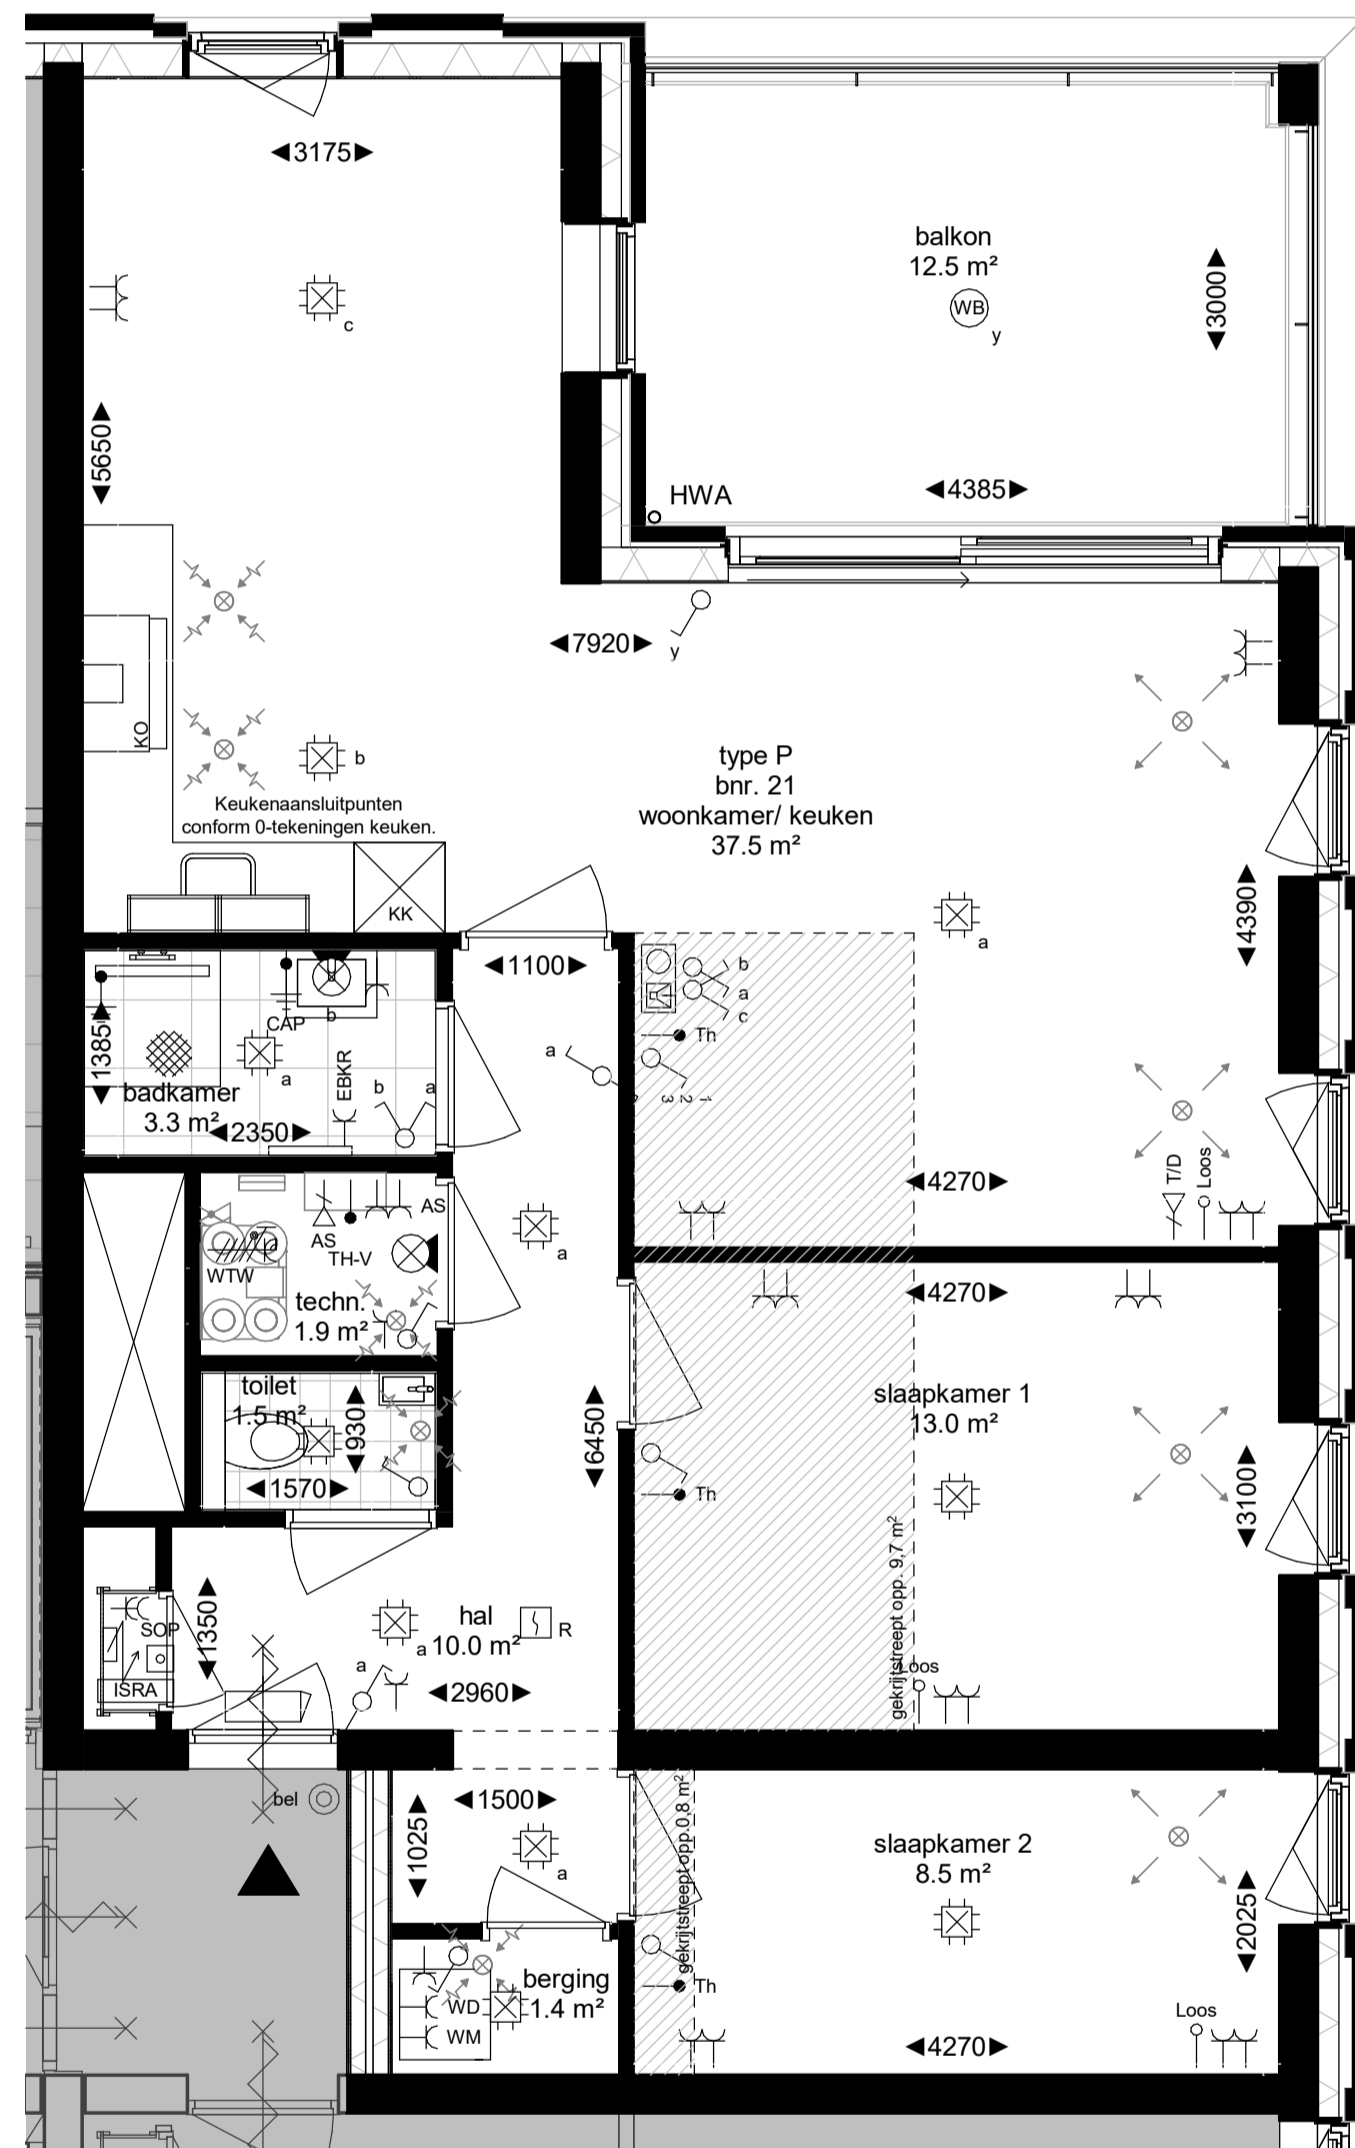 3175
balkon
12.5 m²
WB
y
3000
c
5650
HWA
4385
7920
y
KO
b
type P
bnr. 21
woonkamer/ keuken
37.5 m²
Keukenaansluitpunten
conform 0-tekeningen keuken.
KK
4390
a
1100
b
a
c
Th
1 2 3
CAP
b
1385
a
EBKR
badkamer
3.3 m²
2350
b
a
a
4270
T/D
Loos
AS
AS
TH-V
WTW
techn.
1.9 m²
a
4270
toilet
1.5 m²
930
1570
6450
slaapkamer 1
13.0 m²
Th
3100
gekrijtstreept opp. 9,7 m²
Loos
SOP
ISRA
1350
hal
10.0 m²
a
R
a
2960
bel
1500
1025
a
gekrijtstreept opp.0,8 m²
slaapkamer 2
8.5 m²
2025
Th
berging
1.4 m²
WD
WM
Loos
4270